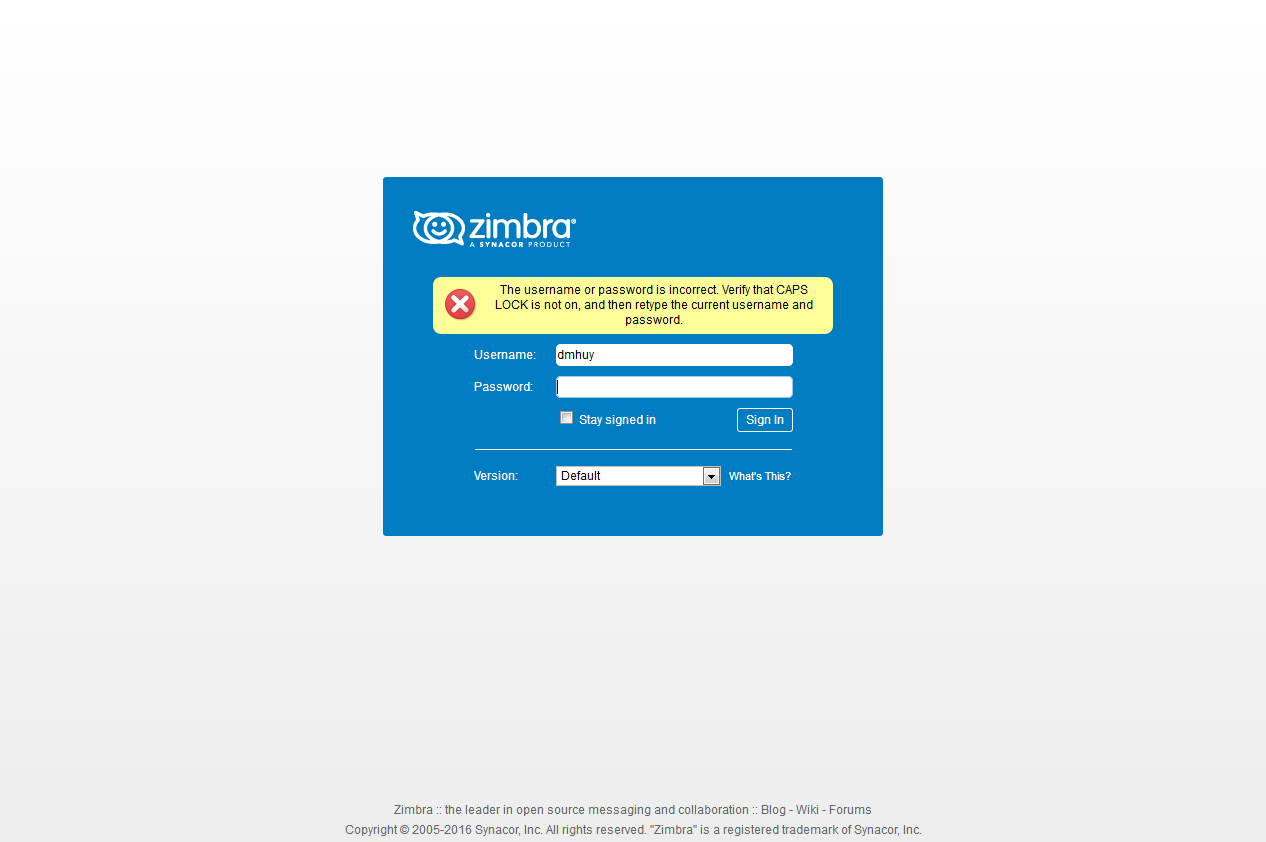 zimbra®
A SYNACOR PRODUCT
The username or password is incorrect. Verify that CAPS
LOCK is not on, and then retype the current username and
password.
Username: dmhuy
Password:
Stay signed in Sign In
Version: Default What's This?
Zimbra :: the leader in open source messaging and collaboration :: Blog - Wiki - Forums
Copyright © 2005-2016 Synacor, Inc. All rights reserved. "Zimbra" is a registered trademark of Synacor, Inc.